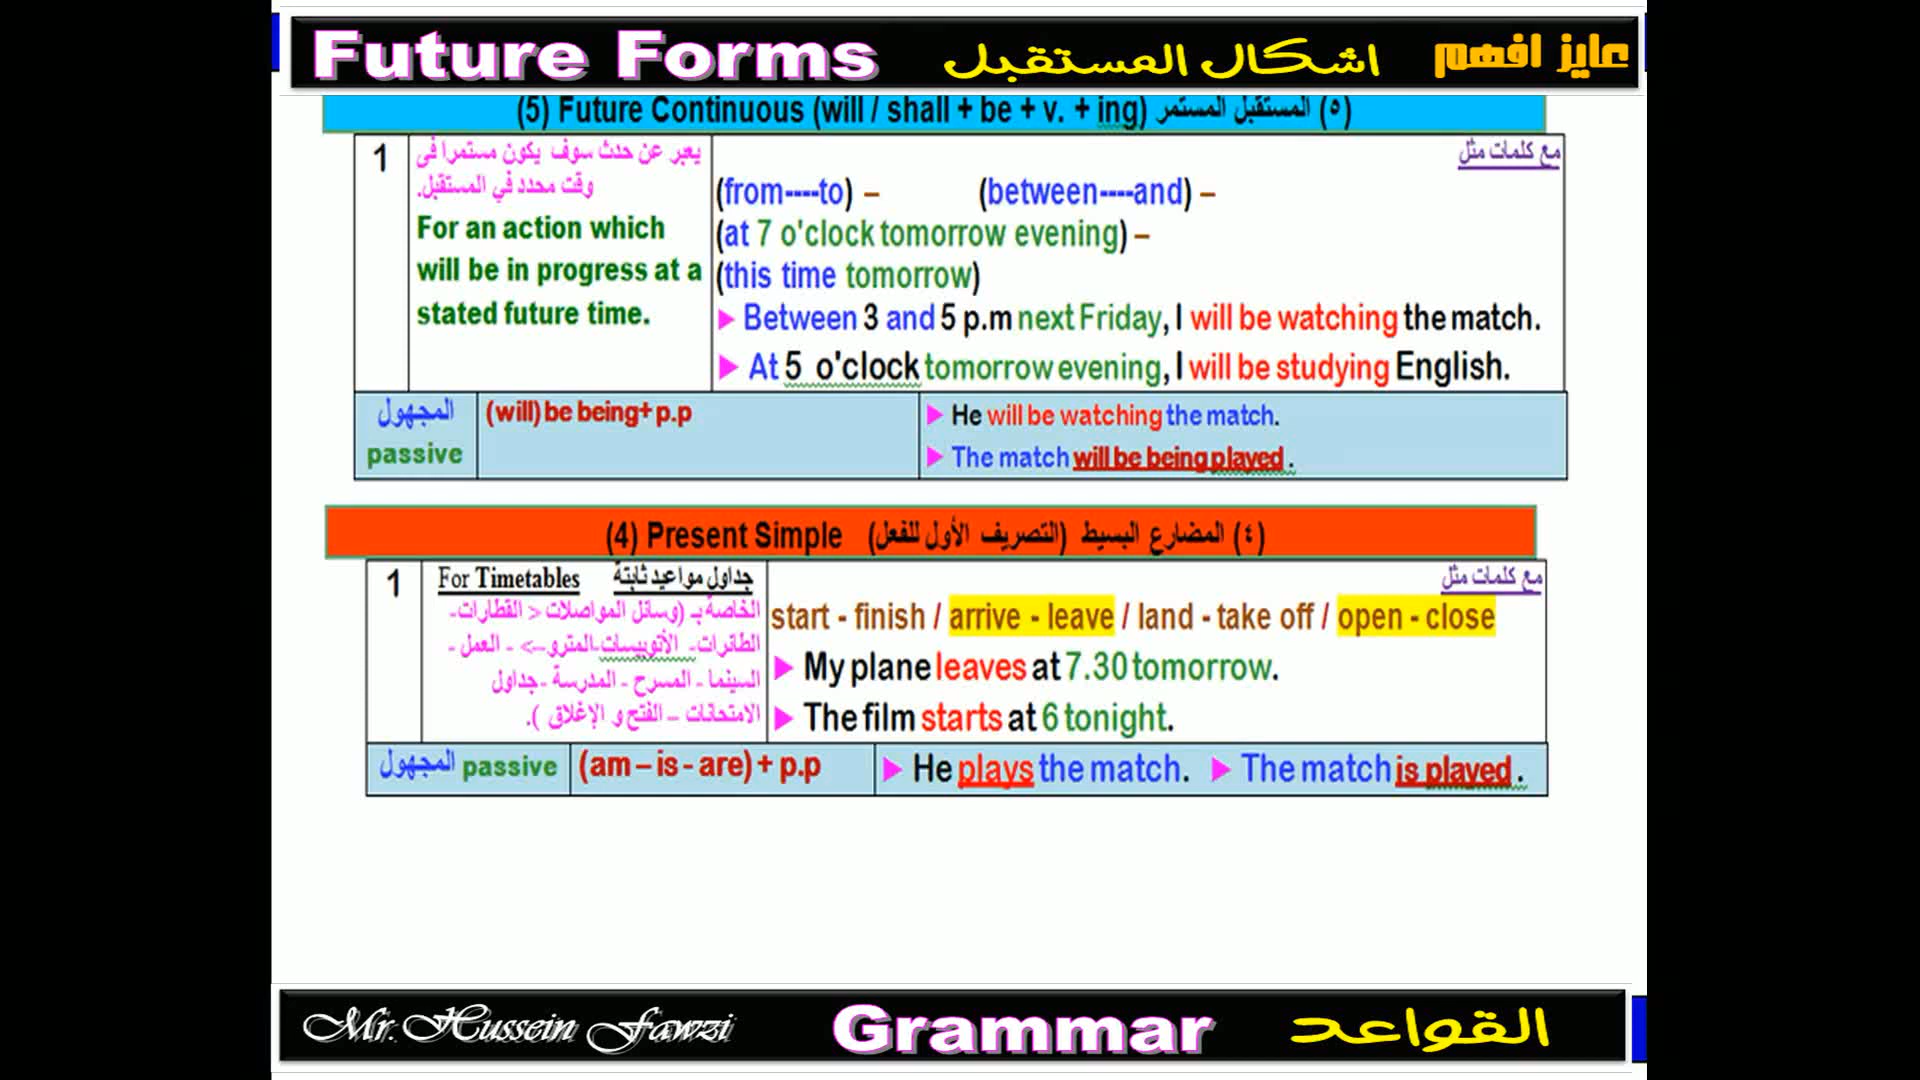 Future Forms اشكال المستقبل عايز افهم
(5) Future Continuous (will / shall + be + v. + ing) المستقبل المستمر (٥)
1
يعبر عن حدث سوف يكون مستمرا فى
وقت محدد في المستقبل.
For an action which
will be in progress at a
stated future time.
مع كلمات مثل
(from----to) – (between----and) –
(at 7 o'clock tomorrow evening) –
(this time tomorrow)
Between 3 and 5 p.m next Friday, I will be watching the match.
At 5 o'clock tomorrow evening, I will be studying English.
المجهول
passive
(will) be being+ p.p
He will be watching the match.
The match will be being played .
(4) Present Simple (التصريف الأول للفعل) المضارع البسيط (٤)
1
For Timetables جداول مواعيد ثابتة
الخاصة بـ (وسائل المواصلات < القطارات-
الطائرات- الأتوبيسات-المترو-> - العمل -
السينما - المسرح - المدرسة -جداول
الامتحانات – الفتح و الإغلاق ).
مع كلمات مثل
start - finish / arrive - leave / land - take off / open - close
My plane leaves at 7.30 tomorrow.
The film starts at 6 tonight.
المجهول passive
(am – is - are) + p.p
He plays the match. The match is played .
Mr. Hussein Fawzi Grammar القواعد